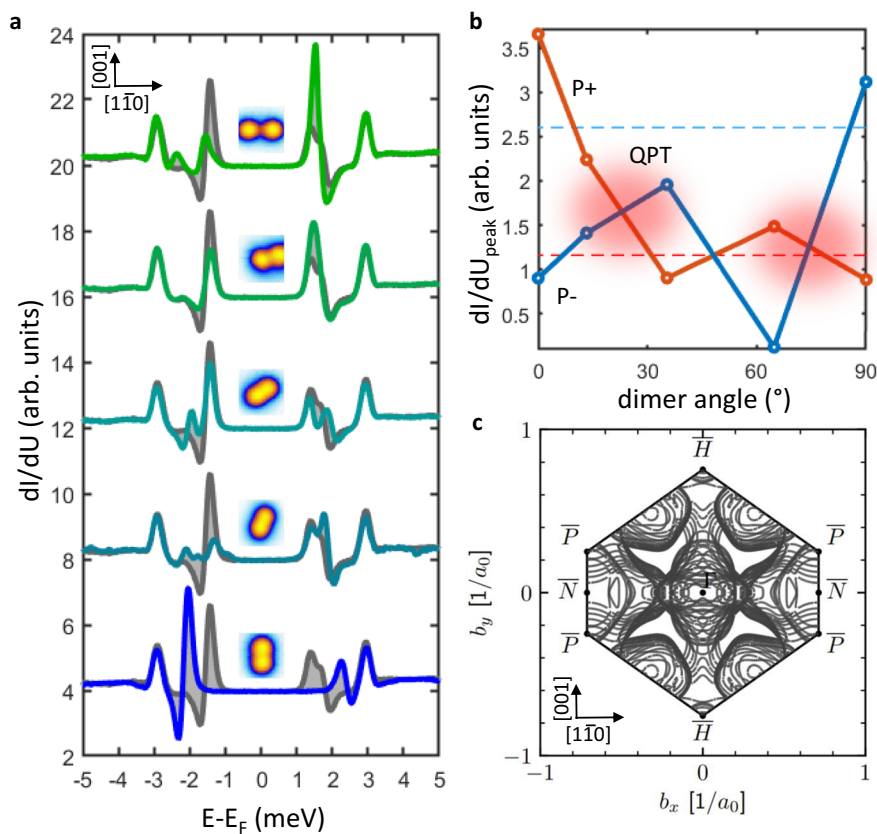 a
24
22
20
18
16
14
12
10
8
6
4
2
-5 -4 -3 -2 -1 0 1 2 3 4 5
E-E_F (meV)
dI/dU (arb. units)
[001]
[11̅0]
b
3.5
3
2.5
2
1.5
1
0.5
0 30 60 90
dimer angle (°)
dI/dU_peak (arb. units)
P+
QPT
P-
c
1
0
-1
-1 0 1
b_x [1/a_0]
b_y [1/a_0]
H̅
P̅ P̅
N̅ Γ N̅
P̅ P̅
H̅
[001]
[11̅0]